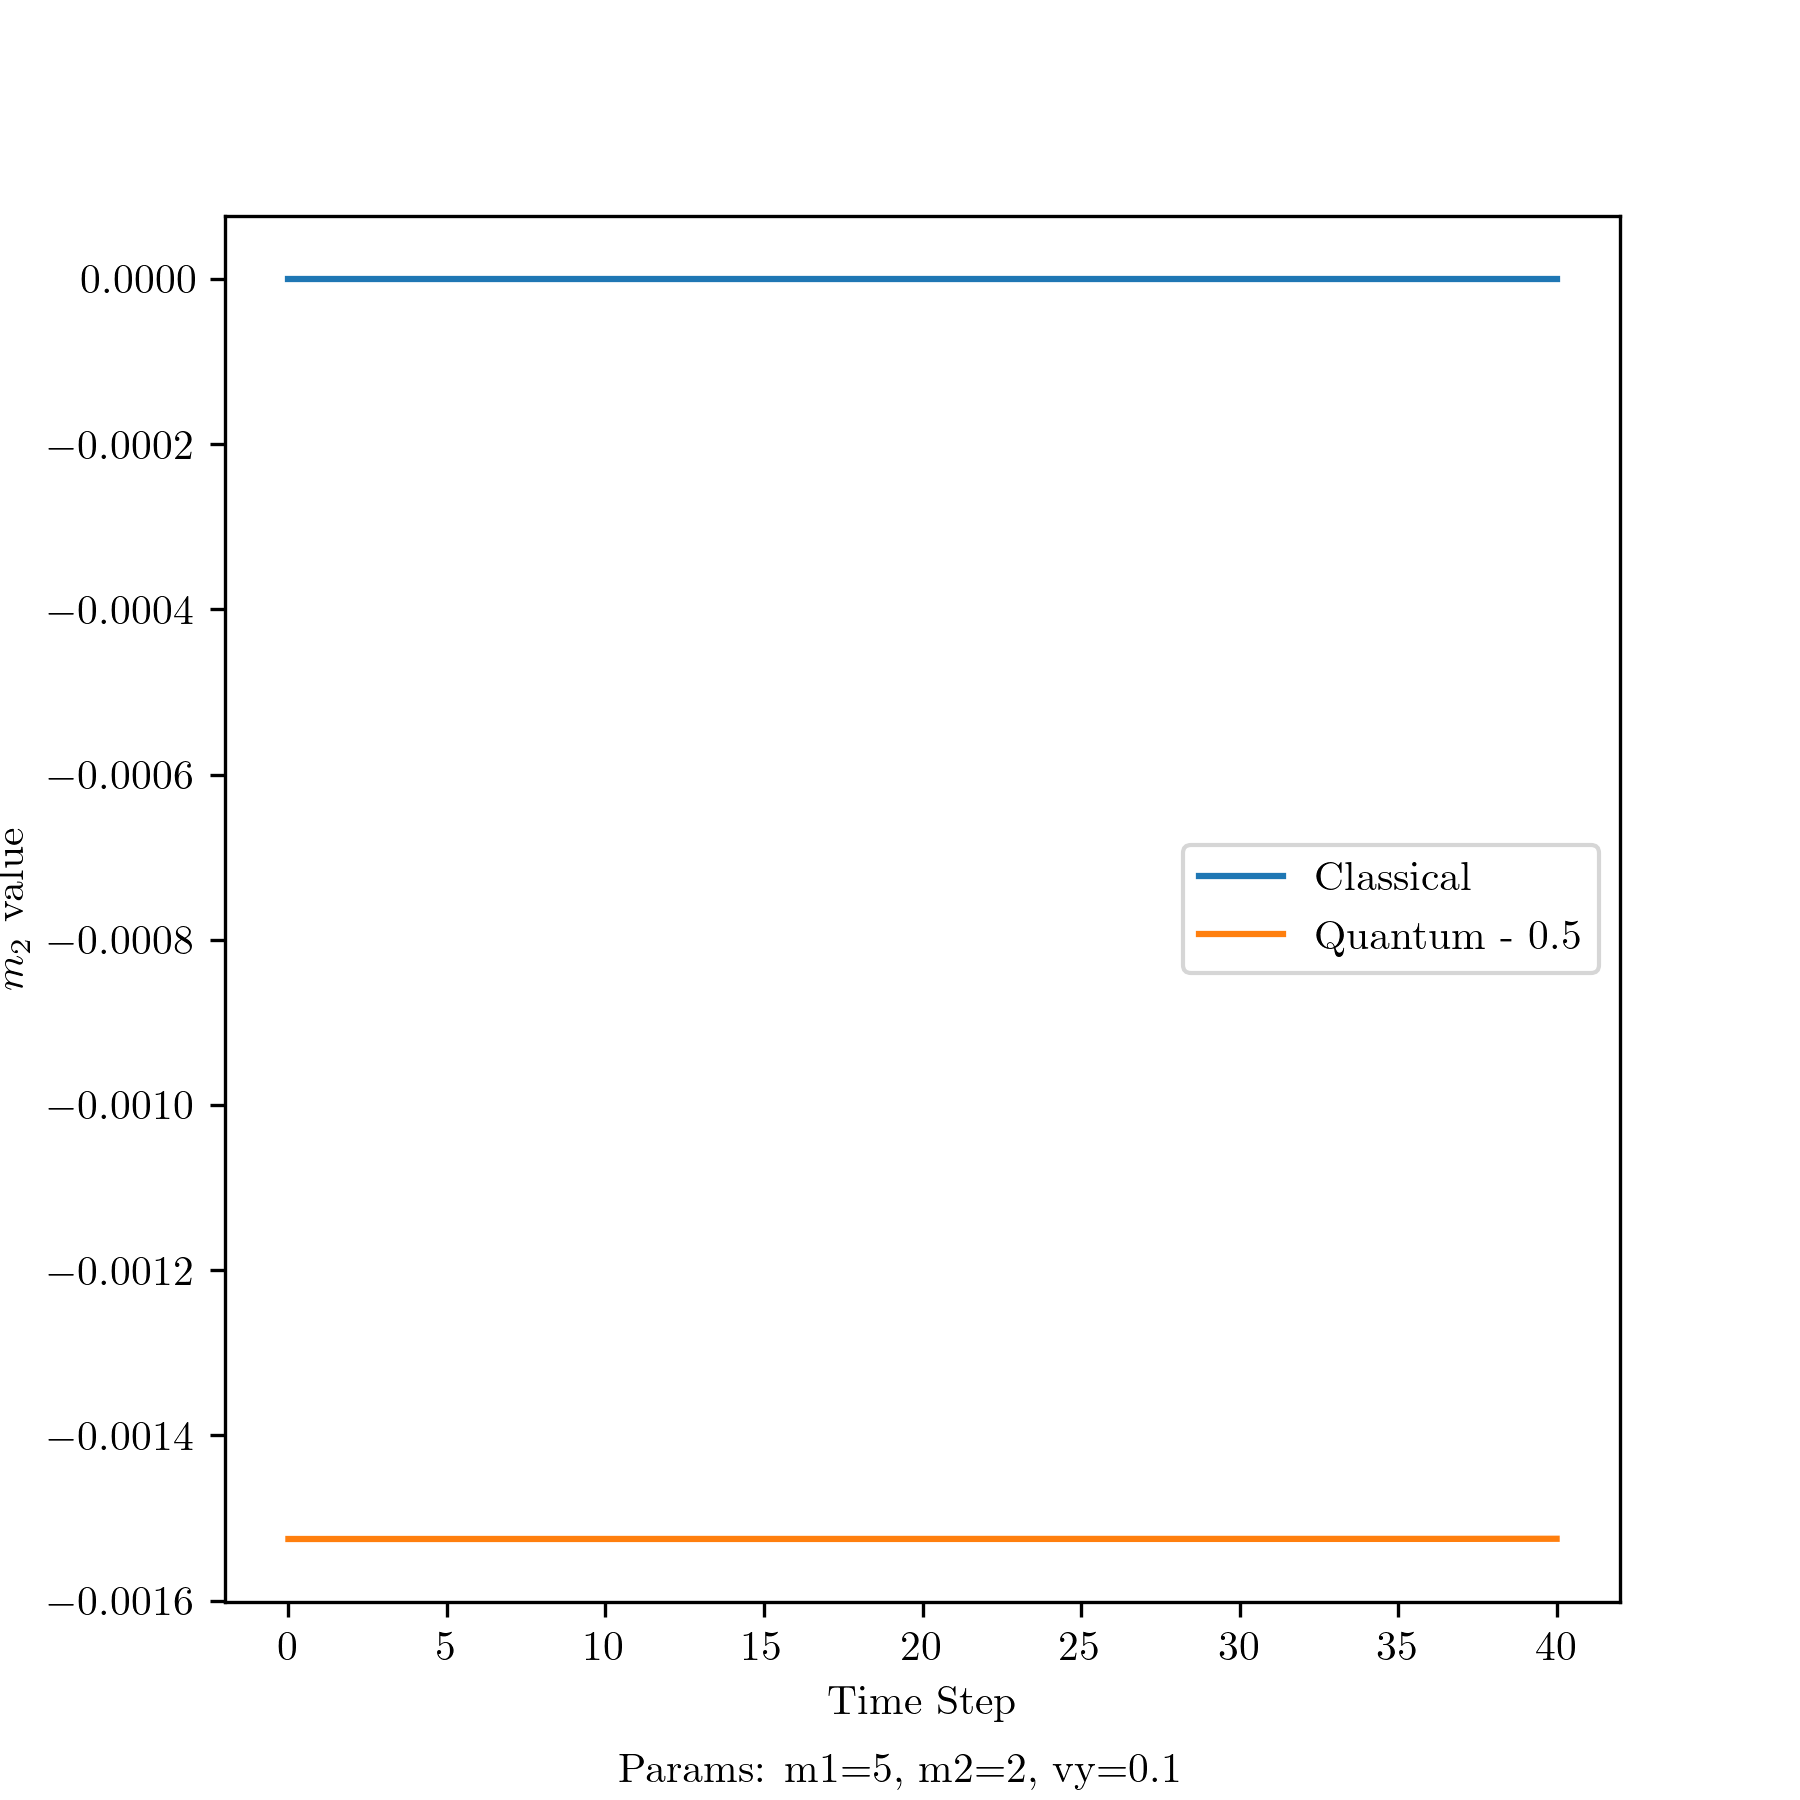 0.0000
−0.0002
−0.0004
−0.0006
−0.0008
−0.0010
−0.0012
−0.0014
−0.0016
m₂ value
Classical
Quantum - 0.5
0 5 10 15 20 25 30 35 40
Time Step
Params: m1=5, m2=2, vy=0.1